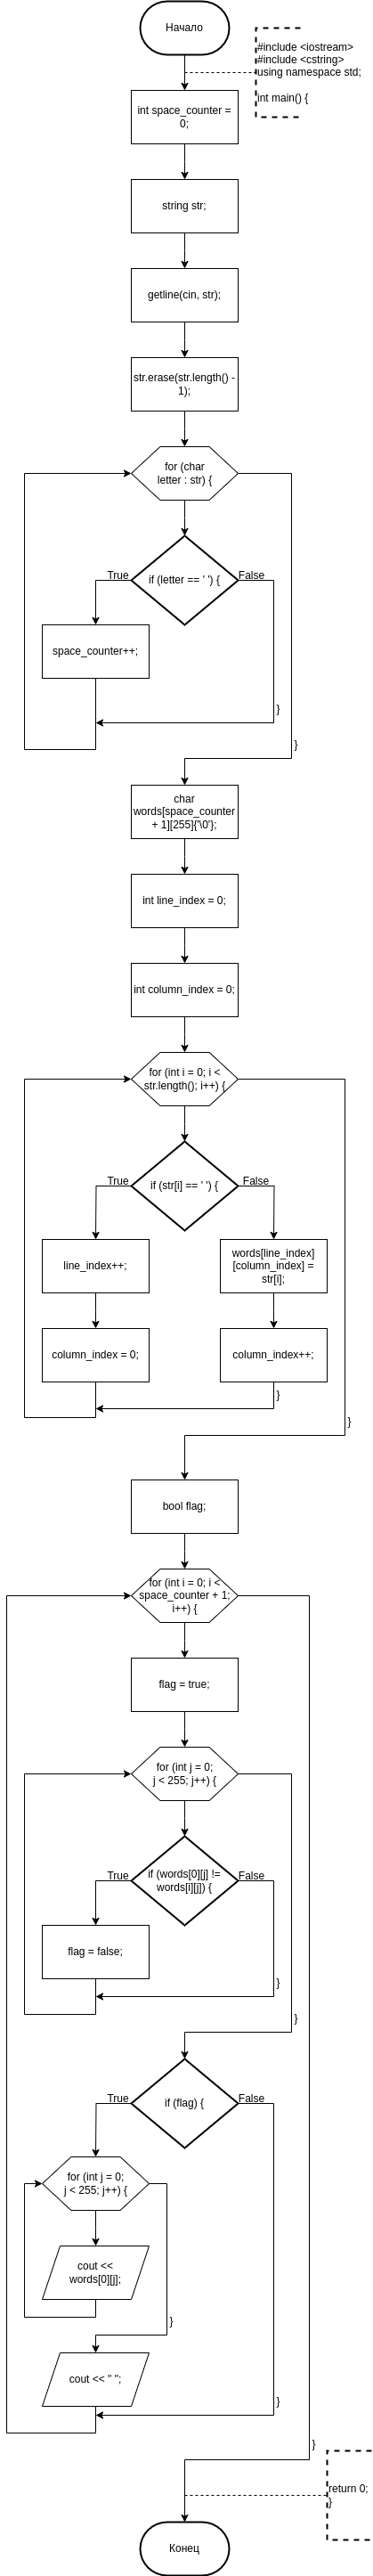 Начало
#include <iostream>
#include <cstring>
using namespace std;
int main() {
int space_counter =
0;
string str;
getline(cin, str);
str.erase(str.length() -
1);
for (char
letter : str) {
True
if (letter == ' ') {
False
space_counter++;
}
}
char
words[space_counter
+ 1][255]{'\0'};
int line_index = 0;
int column_index = 0;
for (int i = 0; i <
str.length(); i++) {
True
if (str[i] == ' ') {
False
line_index++;
words[line_index]
[column_index] =
str[i];
column_index = 0;
column_index++;
}
}
bool flag;
for (int i = 0; i <
space_counter + 1;
i++) {
flag = true;
for (int j = 0;
j < 255; j++) {
True
if (words[0][j] !=
words[i][j]) {
False
flag = false;
}
}
True
if (flag) {
False
for (int j = 0;
j < 255; j++) {
cout <<
words[0][j];
}
cout << " ";
}
}
return 0;
}
Конец